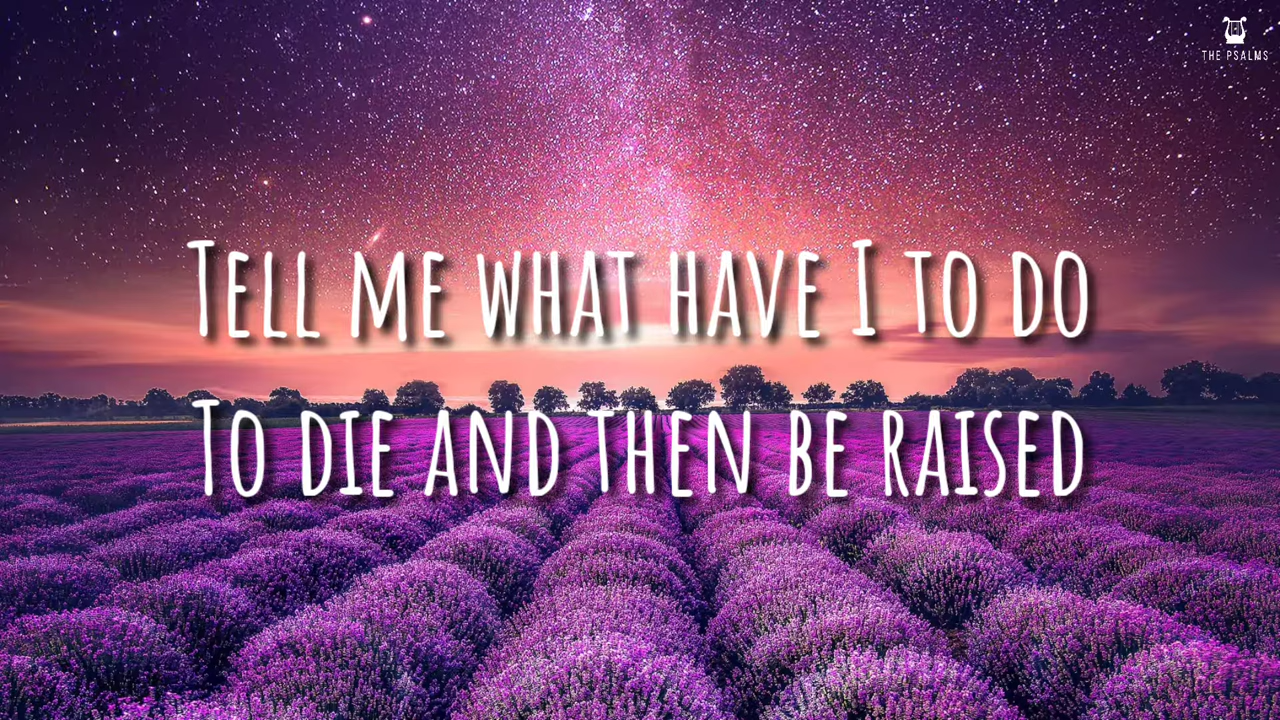 THE PSALMS
TELL ME WHAT HAVE I TO DO
TO DIE AND THEN BE RAISED